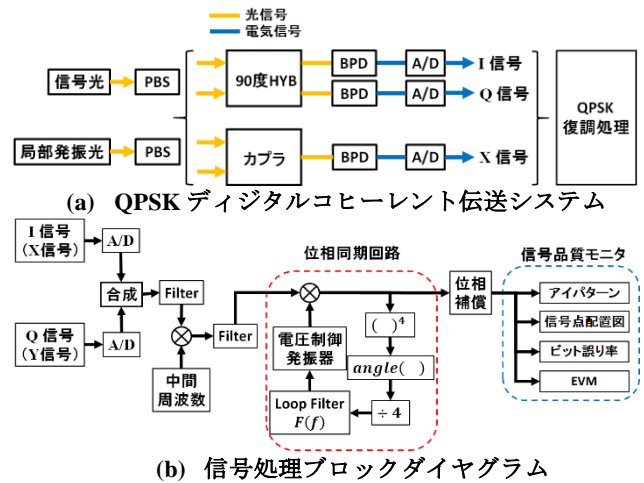 光信号
電気信号
信号光
PBS
局部発振光
PBS
90度HYB
カプラ
BPD
A/D
I 信号
BPD
A/D
Q 信号
BPD
A/D
X 信号
QPSK
復調処理
(a) QPSK ディジタルコヒーレント伝送システム
I 信号
(X信号)
A/D
合成
Q 信号
(Y信号)
A/D
Filter
中間
周波数
Filter
位相同期回路
電圧制御
発振器
Loop Filter
F(f)
( )⁴
angle( )
÷ 4
位相
補償
信号品質モニタ
アイパターン
信号点配置図
ビット誤り率
EVM
(b) 信号処理ブロックダイヤグラム